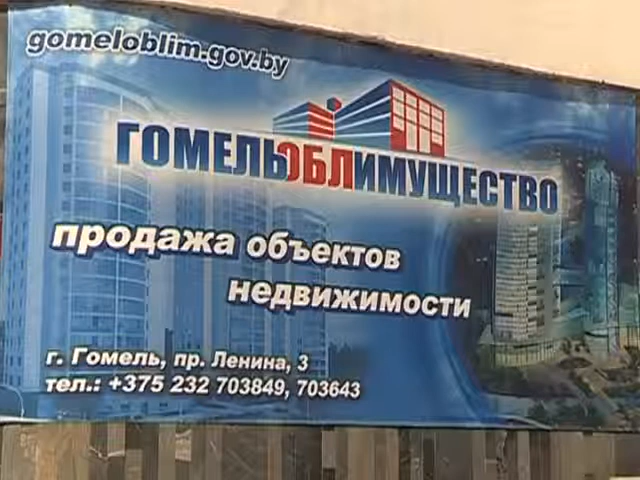 gomeloblim.gov.by
ГОМЕЛЬОБЛИМУЩЕСТВО
продажа объектов
недвижимости
г. Гомель, пр. Ленина, 3
тел.: +375 232 703849, 703643